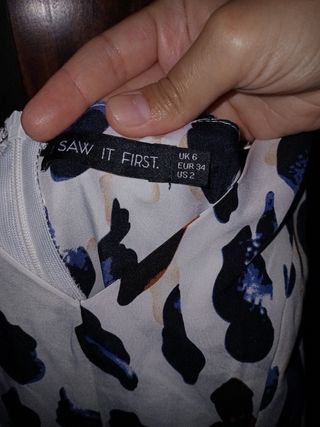 SAW IT FIRST.
UK 6
EUR 34
US 2